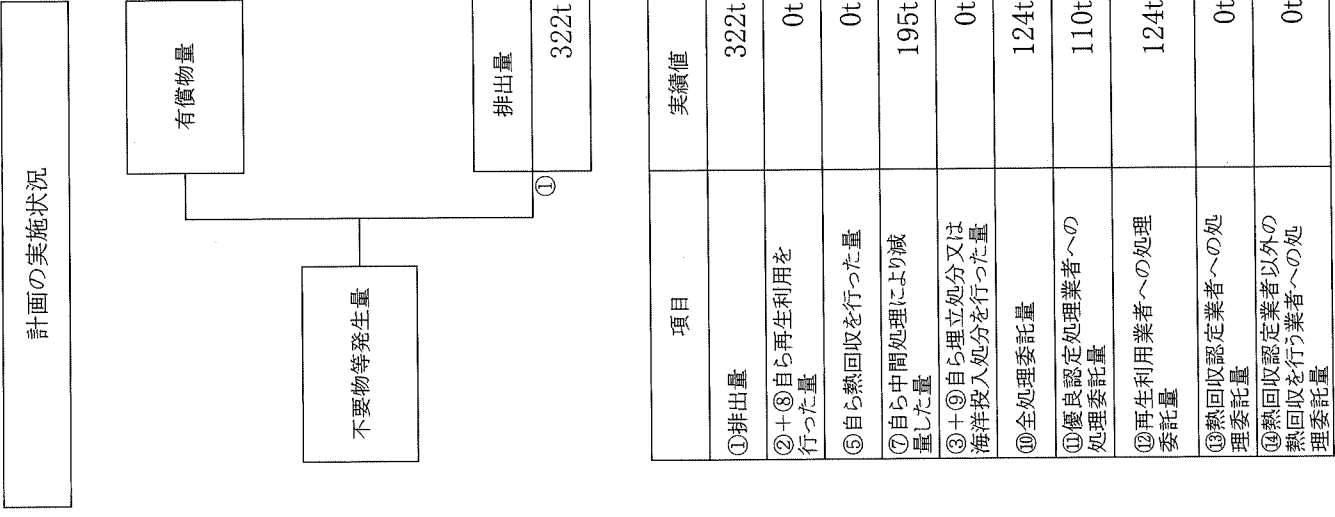 計画の実施状況
有償物量
不要物等発生量
①
排出量
322t
項目
実績値
①排出量
322t
②+⑧自ら再生利用を
行った量
0t
⑤自ら熱回収を行った量
0t
⑦自ら中間処理により減
量した量
195t
③+⑨自ら埋立処分又は
海洋投入処分を行った量
0t
⑩全処理委託量
124t
⑪優良認定処理業者への
処理委託量
110t
⑫再生利用業者への処理
委託量
124t
⑬熱回収認定業者への処
理委託量
0t
⑭熱回収認定業者以外の
熱回収を行う業者への処
理委託量
0t